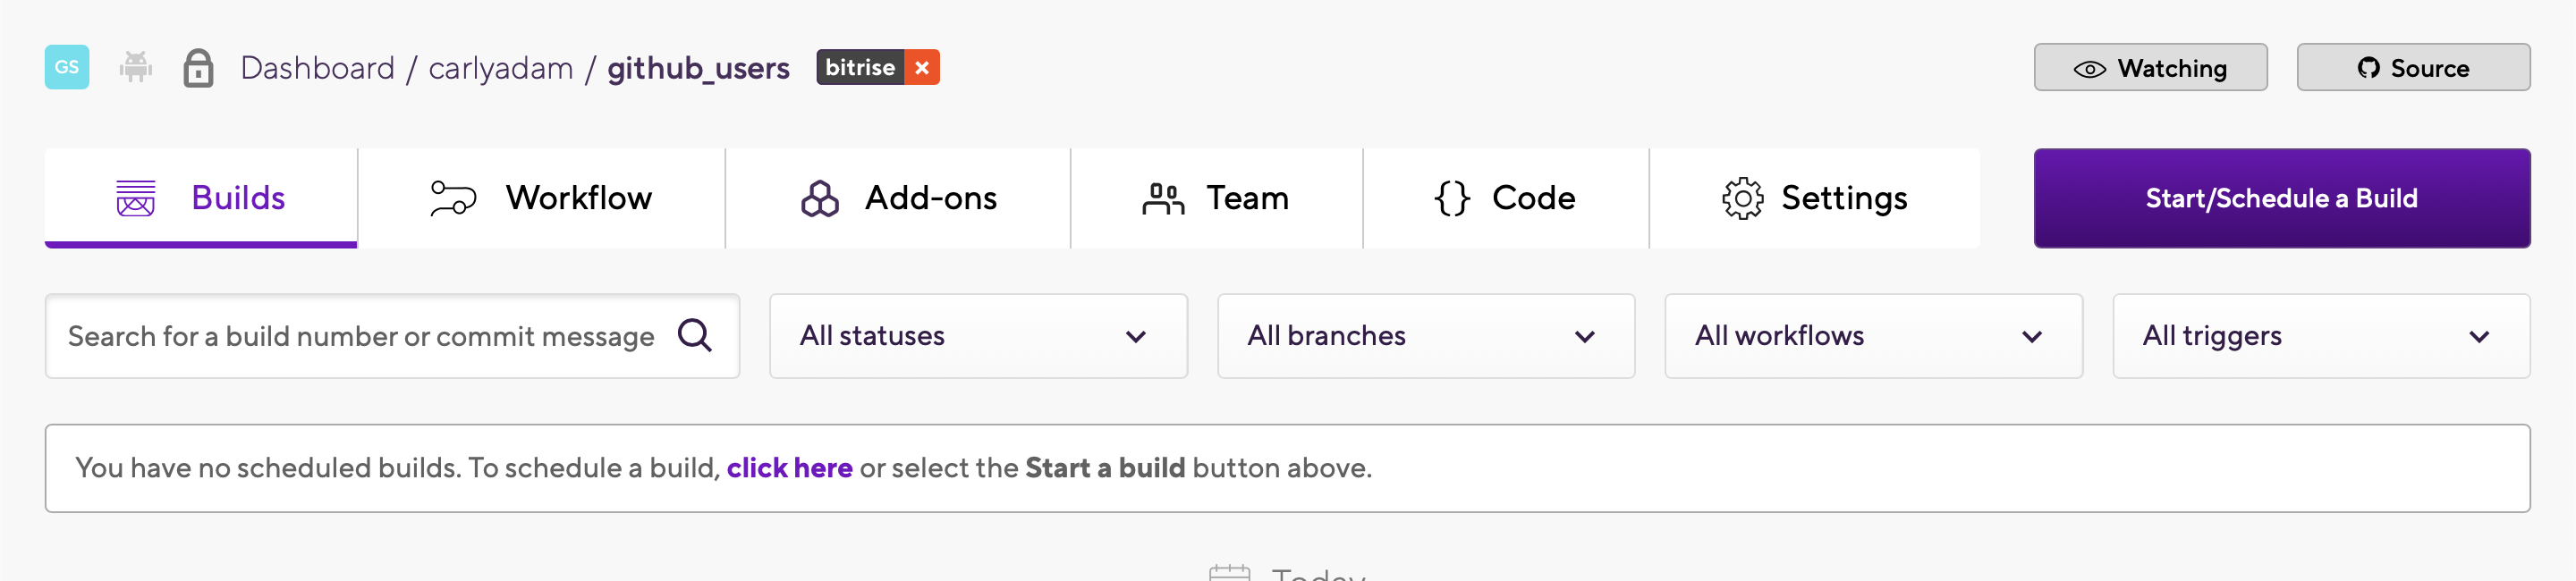 GS Dashboard / carlyadam / github_users bitrise × Watching Source
Builds Workflow Add-ons Team Code Settings Start/Schedule a Build
Search for a build number or commit message All statuses All branches All workflows All triggers
You have no scheduled builds. To schedule a build, click here or select the Start a build button above.
Today